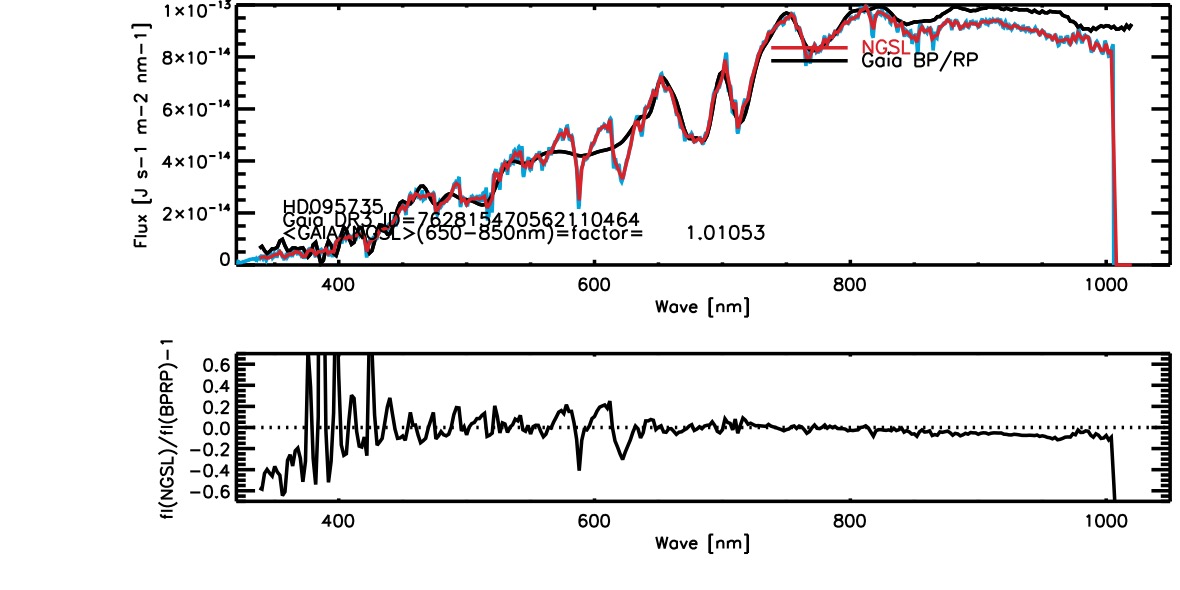 1×10−13
8×10−14
6×10−14
4×10−14
2×10−14
0
Flux [J s−1 m−2 nm−1]
NGSL
Gaia BP/RP
HD095735
Gaia DR3 ID=762815470562110464
<GAIA/NGSL>(650−850nm)=factor= 1.01053
400 600 800 1000
Wave [nm]
0.6
0.4
0.2
0.0
−0.2
−0.4
−0.6
fl(NGSL)/fl(BPRP)−1
400 600 800 1000
Wave [nm]